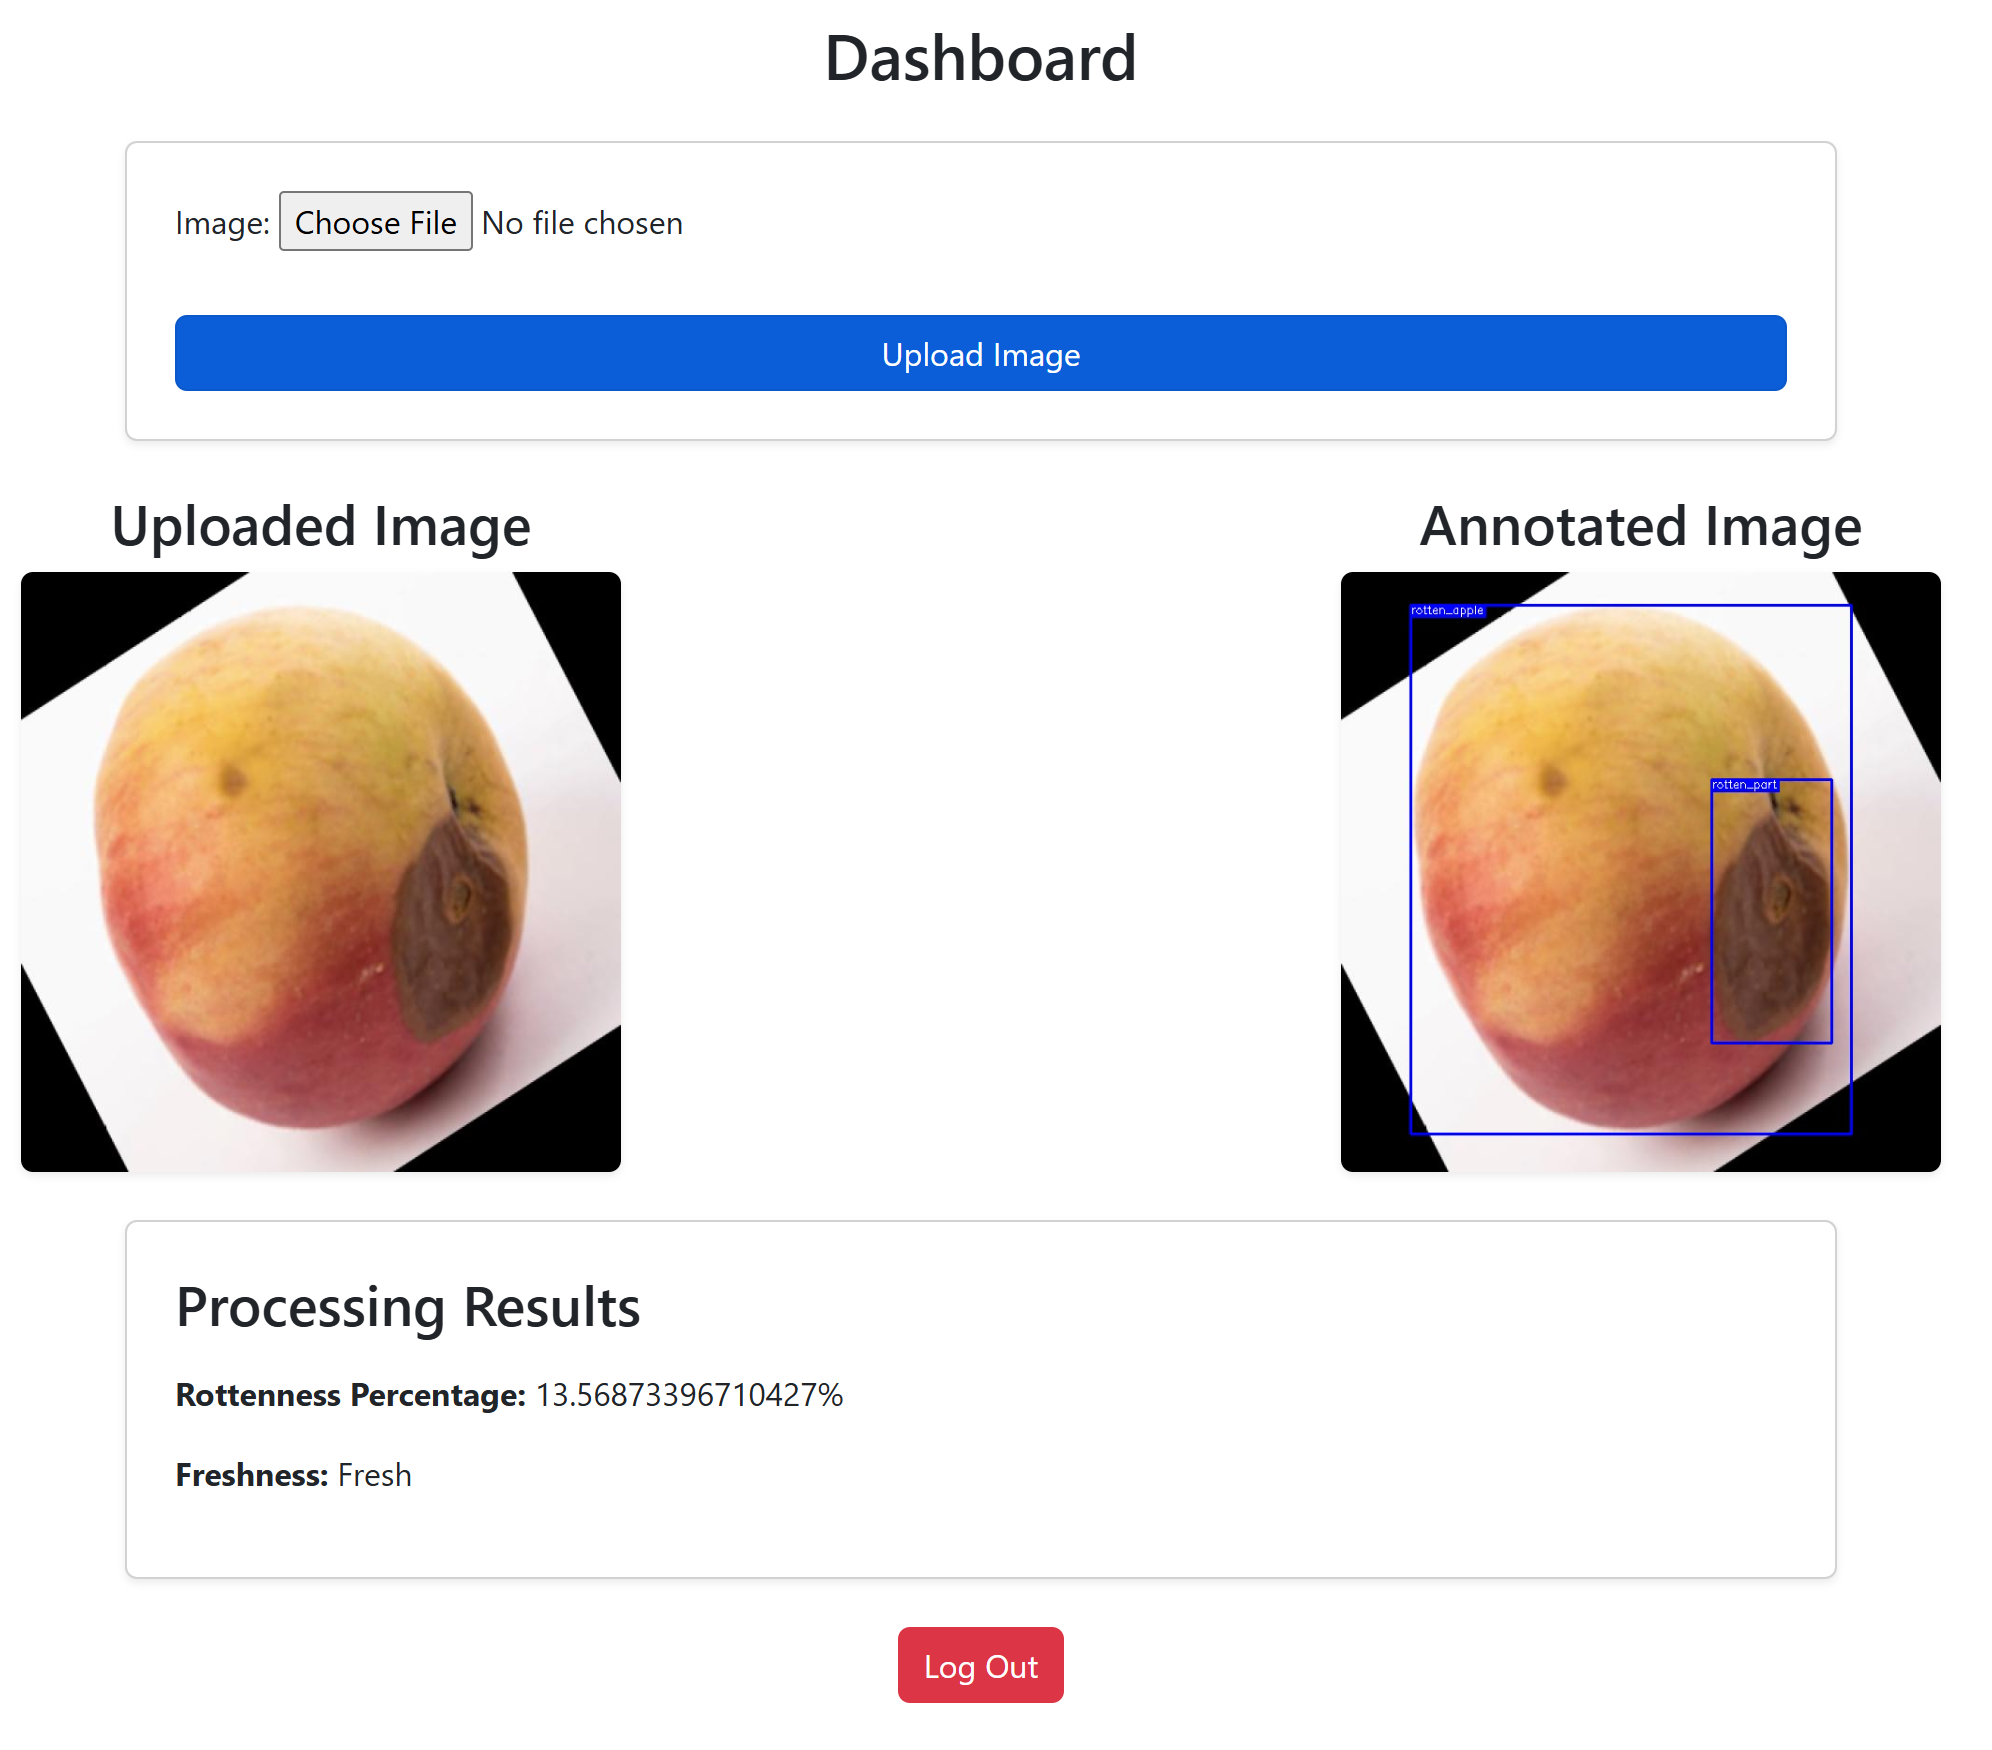 Dashboard
Image: Choose File No file chosen
Upload Image
Uploaded Image
Annotated Image
rotten_apple
rotten_part
Processing Results
Rottenness Percentage: 13.56873396710427%
Freshness: Fresh
Log Out